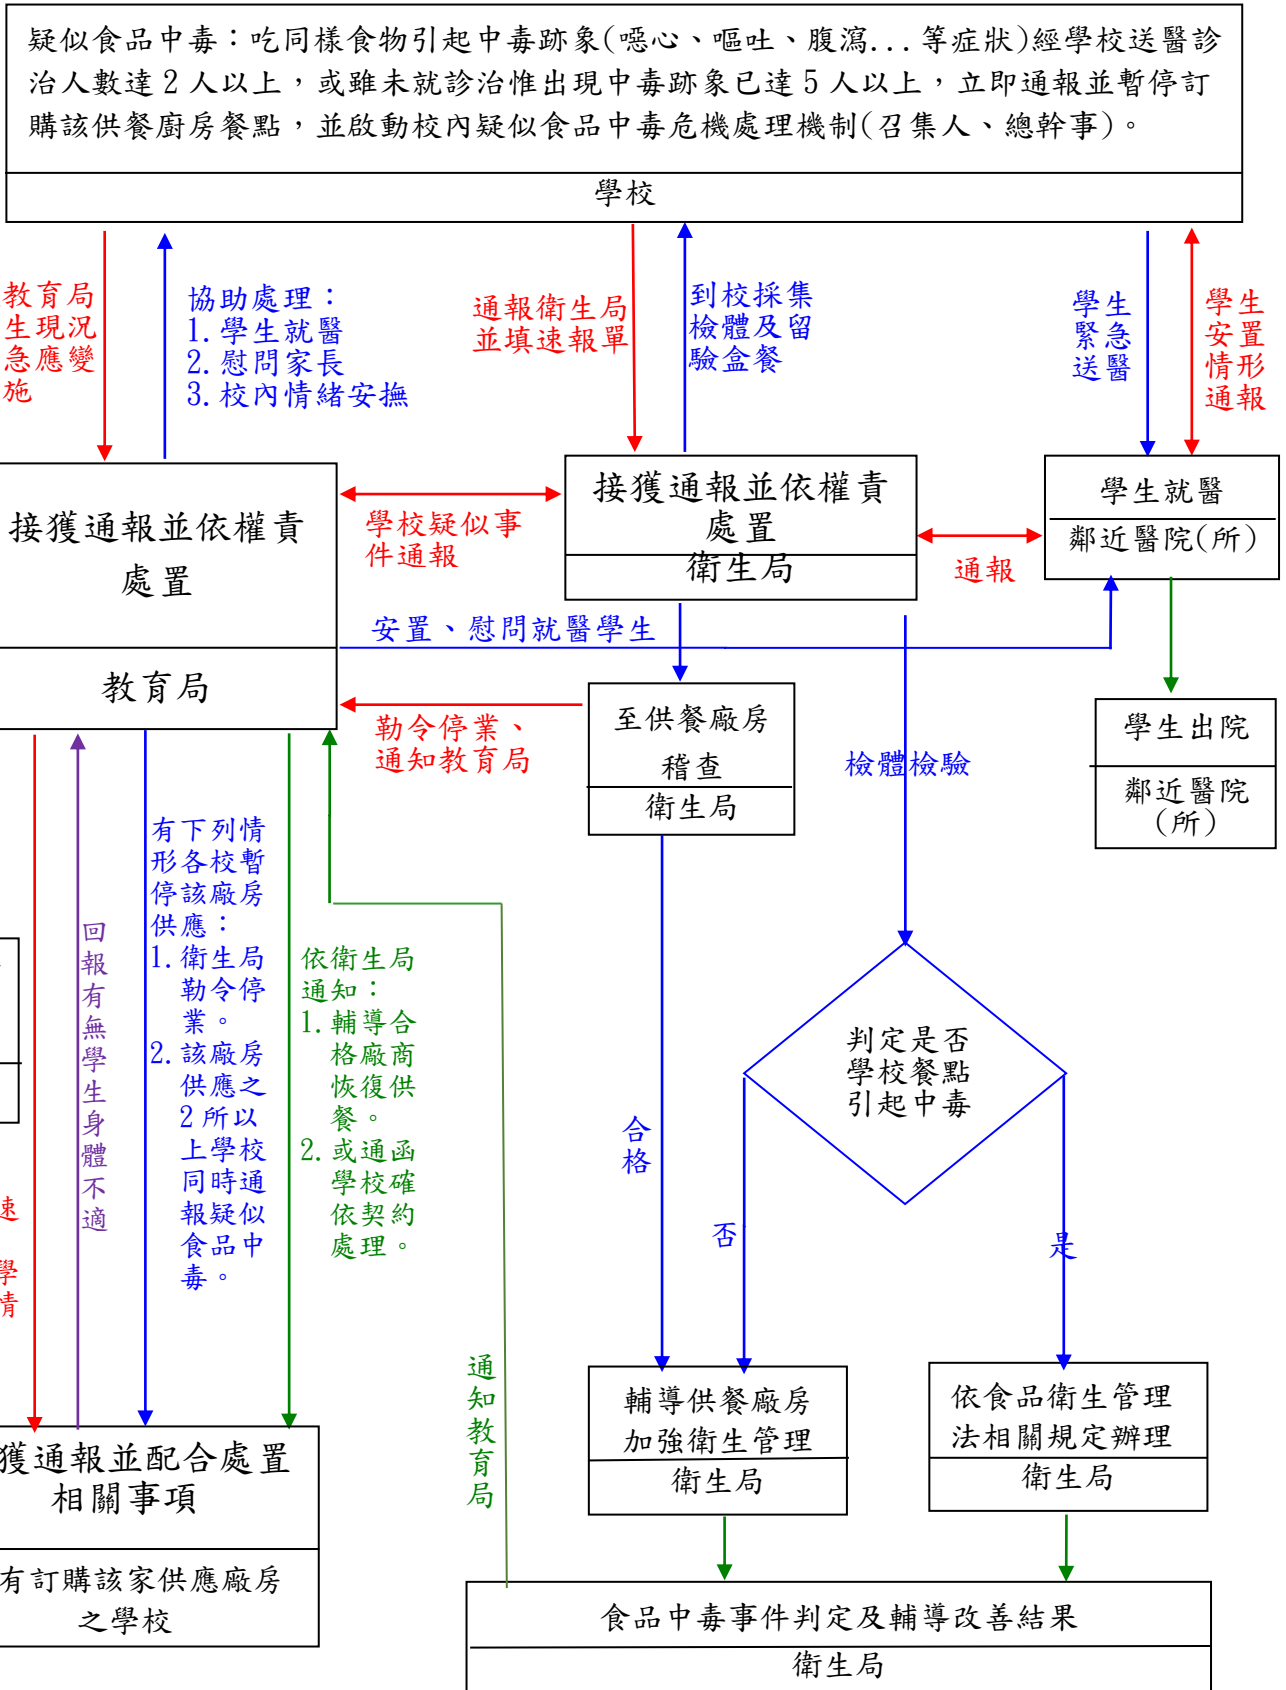 疑似食品中毒：吃同樣食物引起中毒跡象(噁心、嘔吐、腹瀉...等症狀)經學校送醫診
治人數達2人以上，或雖未就診治惟出現中毒跡象已達5人以上，立即通報並暫停訂
購該供餐廚房餐點，並啟動校內疑似食品中毒危機處理機制(召集人、總幹事)。
學校
教育局
生現況
急應變
施
協助處理：
1.學生就醫
2.慰問家長
3.校內情緒安撫
通報衛生局
並填速報單
到校採集
檢體及留
驗盒餐
學生
緊急
送醫
學生
安置
情形
通報
接獲通報並依權責
處置
教育局
學校疑似事
件通報
接獲通報並依權責
處置
衛生局
通報
學生就醫
鄰近醫院(所)
安置、慰問就醫學生
勒令停業、
通知教育局
至供餐廠房
稽查
衛生局
檢體檢驗
學生出院
鄰近醫院
(所)
回報有無學生身體不適
有下列情
形各校暫
停該廠房
供應：
1.衛生局
勒令停
業。
2.該廠房
供應之
2所以
上學校
同時通
報疑似
食品中
毒。
依衛生局
通知：
1.輔導合
格廠商
恢復供
餐。
2.或通函
學校確
依契約
處理。
速
學
情
合格
判定是否
學校餐點
引起中毒
否
是
通知教育局
輔導供餐廠房
加強衛生管理
衛生局
依食品衛生管理
法相關規定辦理
衛生局
獲通報並配合處置
相關事項
有訂購該家供應廠房
之學校
食品中毒事件判定及輔導改善結果
衛生局